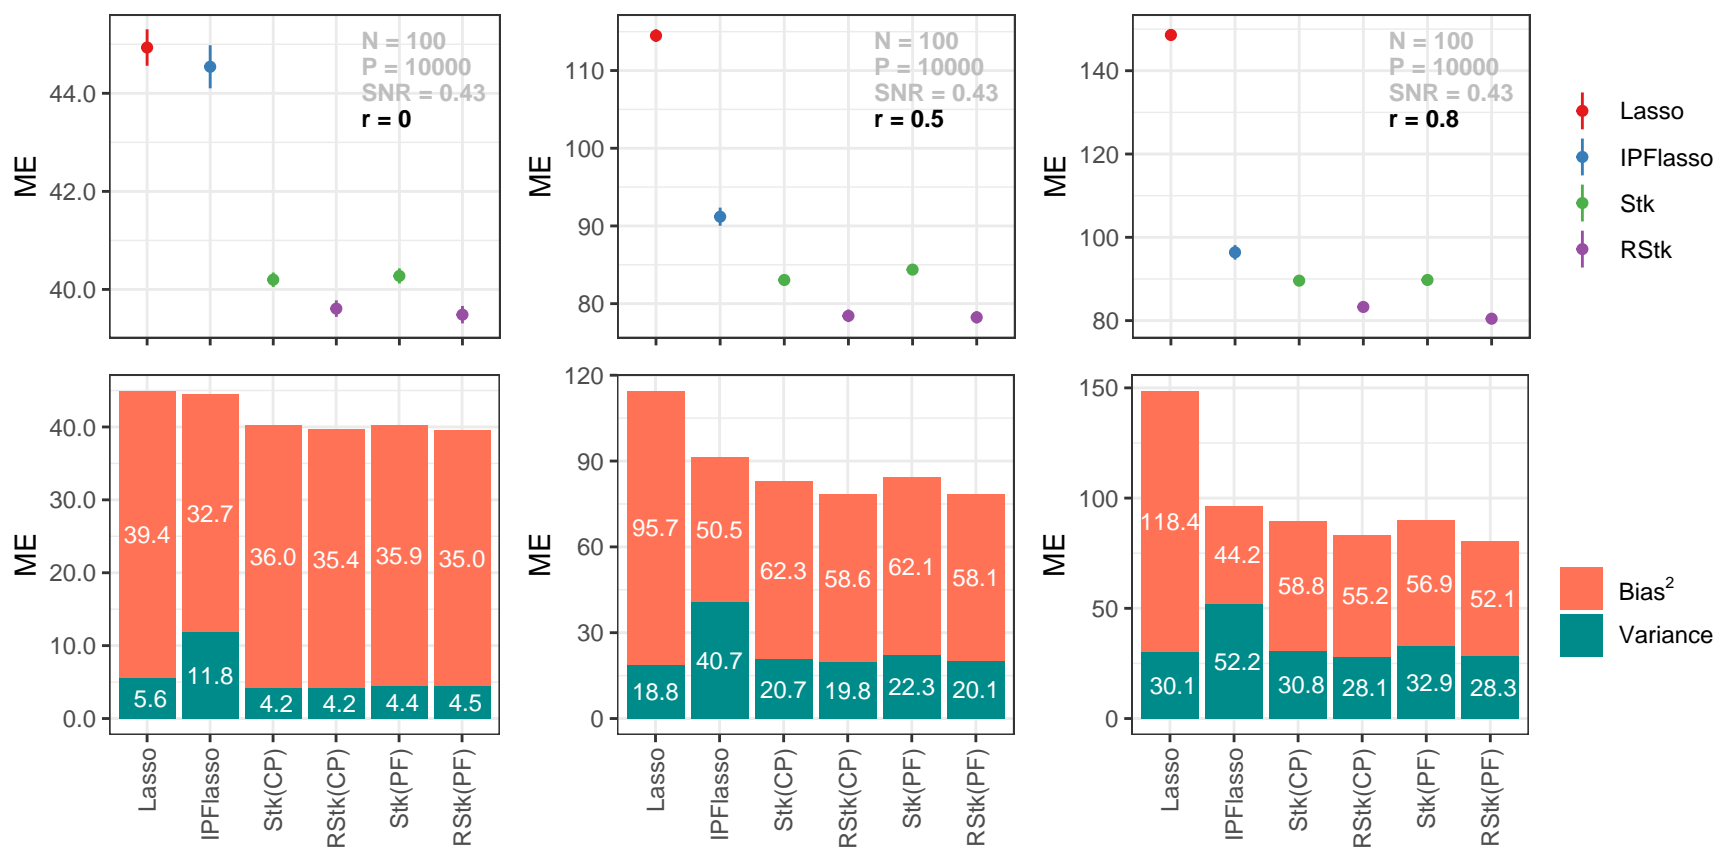 N = 100
P = 10000
SNR = 0.43
r = 0
ME
44.0
42.0
40.0
N = 100
P = 10000
SNR = 0.43
r = 0.5
ME
110
100
90
80
N = 100
P = 10000
SNR = 0.43
r = 0.8
ME
140
120
100
80
Lasso
IPFlasso
Stk
RStk
ME
40.0
30.0
20.0
10.0
0.0
39.4
32.7
36.0
35.4
35.9
35.0
5.6
11.8
4.2
4.2
4.4
4.5
Lasso
IPFlasso
Stk(CP)
RStk(CP)
Stk(PF)
RStk(PF)
ME
120
90
60
30
0
95.7
50.5
62.3
58.6
62.1
58.1
18.8
40.7
20.7
19.8
22.3
20.1
Lasso
IPFlasso
Stk(CP)
RStk(CP)
Stk(PF)
RStk(PF)
ME
150
100
50
0
118.4
44.2
58.8
55.2
56.9
52.1
30.1
52.2
30.8
28.1
32.9
28.3
Lasso
IPFlasso
Stk(CP)
RStk(CP)
Stk(PF)
RStk(PF)
Bias²
Variance